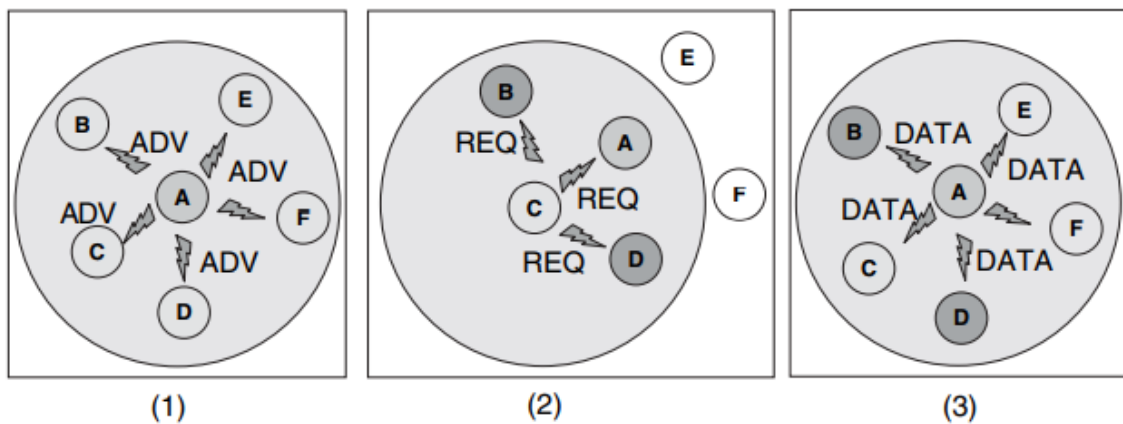 E
B
ADV
ADV
A
ADV
F
C
ADV
D
(1)
E
B
REQ
A
REQ
F
C
REQ
D
(2)
E
B
DATA
DATA
A
DATA
F
C
DATA
D
(3)